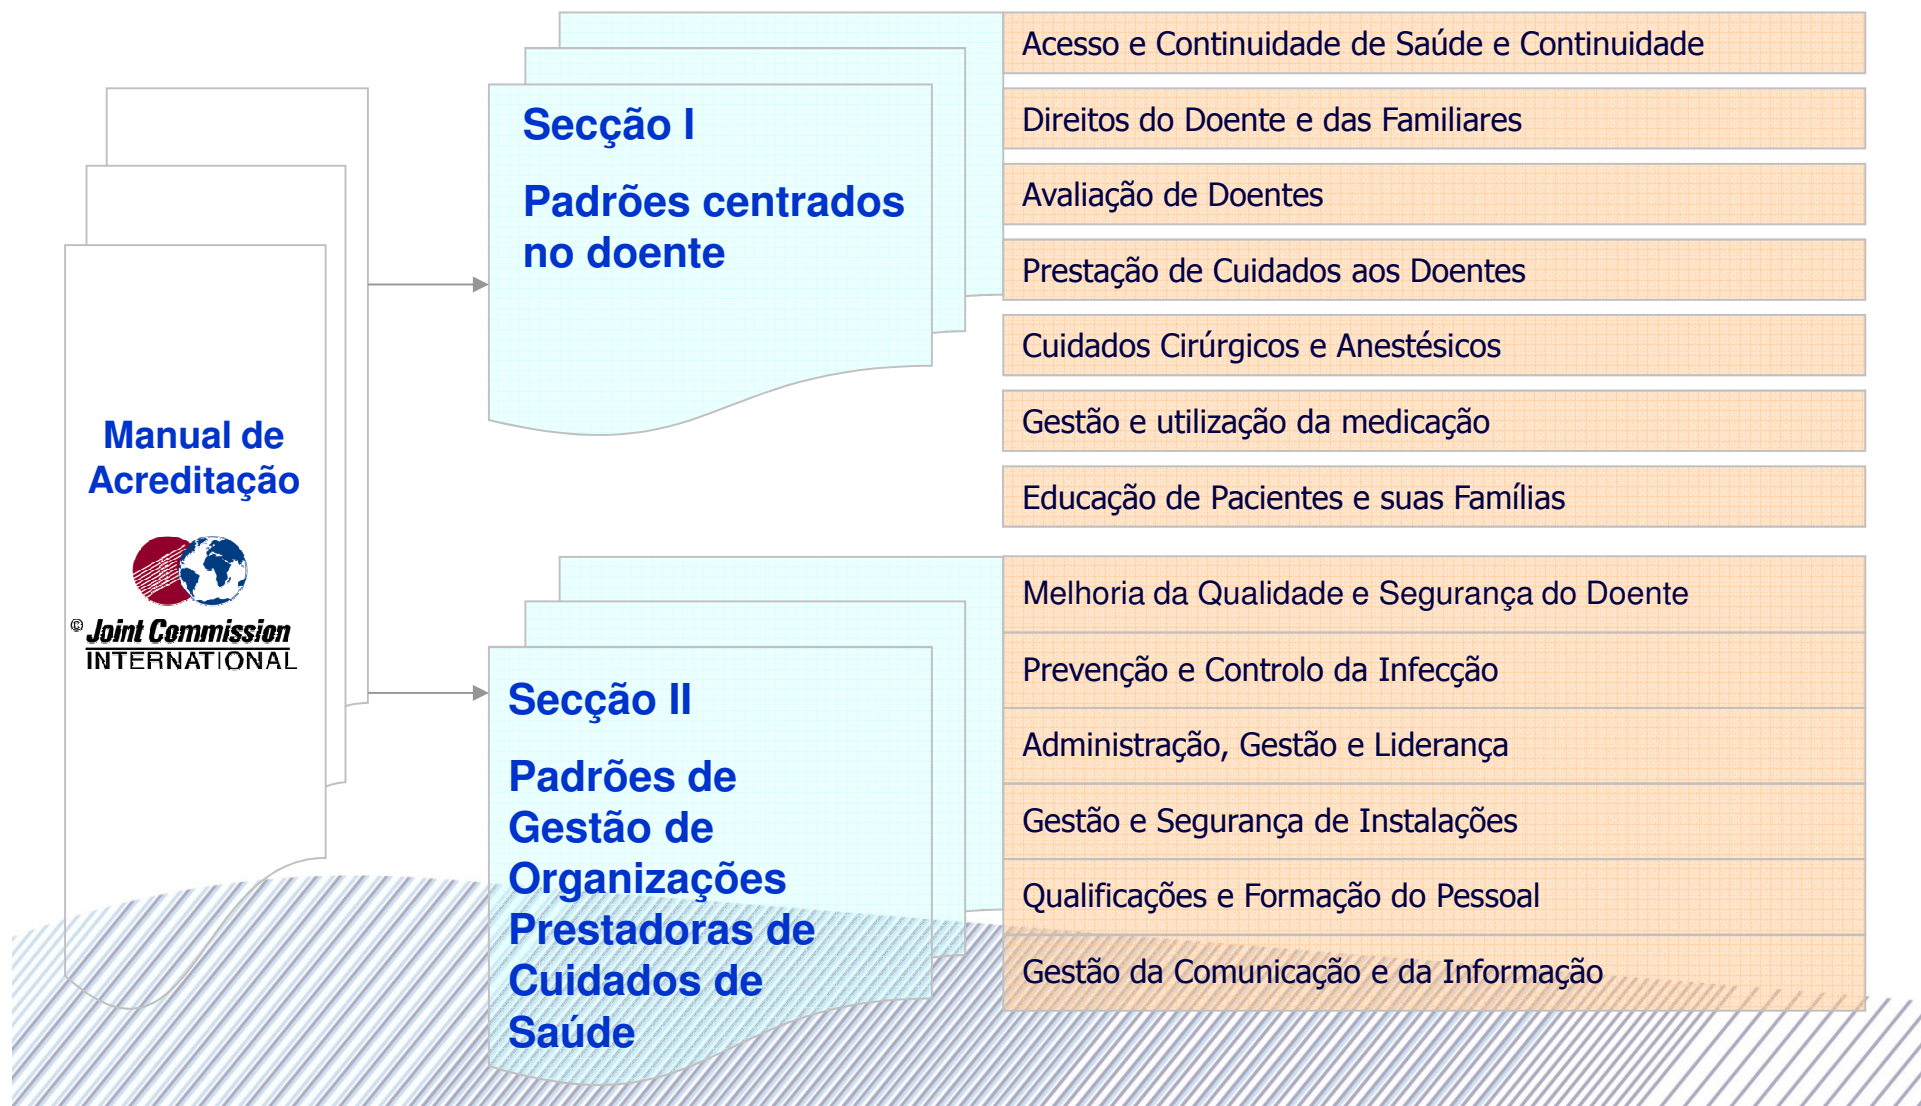 Manual de
Acreditação
© Joint Commission
INTERNATIONAL
Secção I
Padrões centrados
no doente
Acesso e Continuidade de Saúde e Continuidade
Direitos do Doente e das Familiares
Avaliação de Doentes
Prestação de Cuidados aos Doentes
Cuidados Cirúrgicos e Anestésicos
Gestão e utilização da medicação
Educação de Pacientes e suas Famílias
Secção II
Padrões de
Gestão de
Organizações
Prestadoras de
Cuidados de
Saúde
Melhoria da Qualidade e Segurança do Doente
Prevenção e Controlo da Infecção
Administração, Gestão e Liderança
Gestão e Segurança de Instalações
Qualificações e Formação do Pessoal
Gestão da Comunicação e da Informação